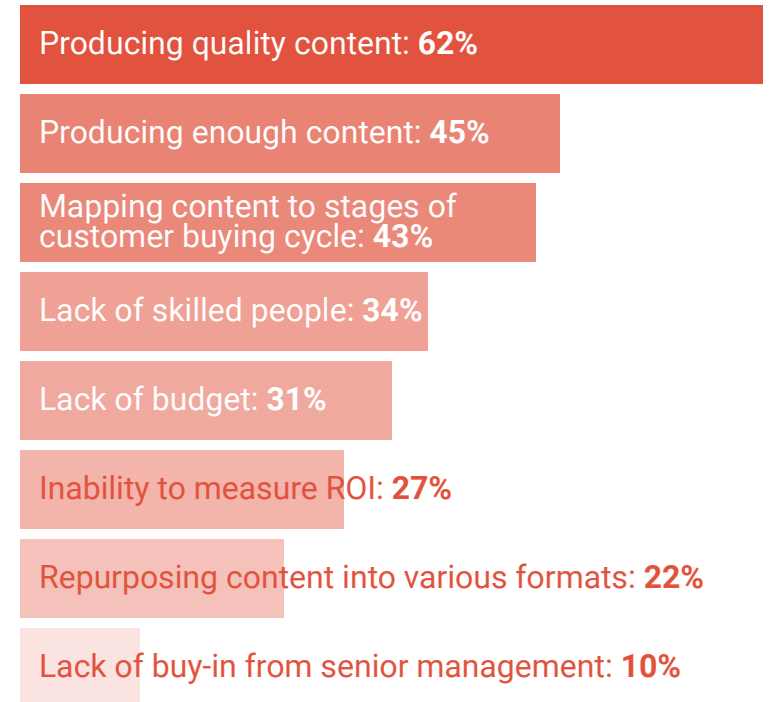 Producing quality content: 62%
Producing enough content: 45%
Mapping content to stages of
customer buying cycle: 43%
Lack of skilled people: 34%
Lack of budget: 31%
Inability to measure ROI: 27%
Repurposing content into various formats: 22%
Lack of buy-in from senior management: 10%